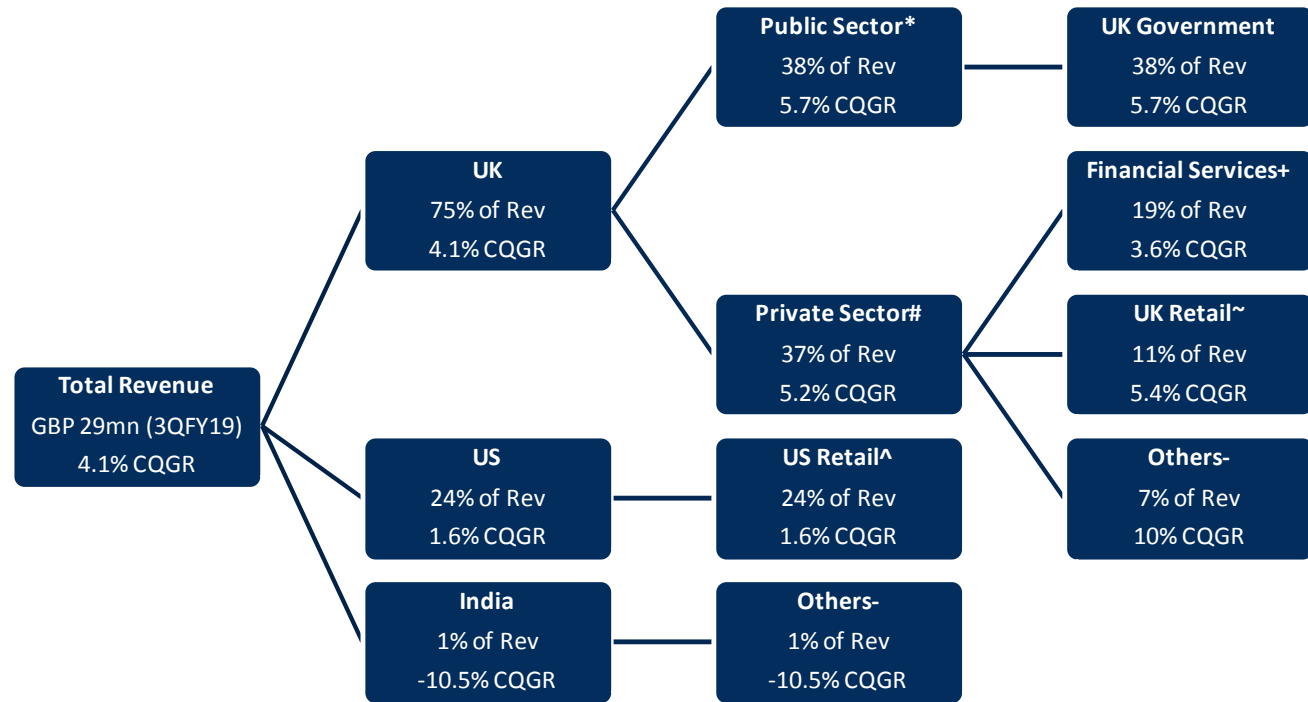 Total Revenue
GBP 29mn (3QFY19)
4.1% CQGR
UK
75% of Rev
4.1% CQGR
US
24% of Rev
1.6% CQGR
India
1% of Rev
-10.5% CQGR
Public Sector*
38% of Rev
5.7% CQGR
Private Sector#
37% of Rev
5.2% CQGR
US Retail^
24% of Rev
1.6% CQGR
Others-
1% of Rev
-10.5% CQGR
UK Government
38% of Rev
5.7% CQGR
Financial Services+
19% of Rev
3.6% CQGR
UK Retail~
11% of Rev
5.4% CQGR
Others-
7% of Rev
10% CQGR